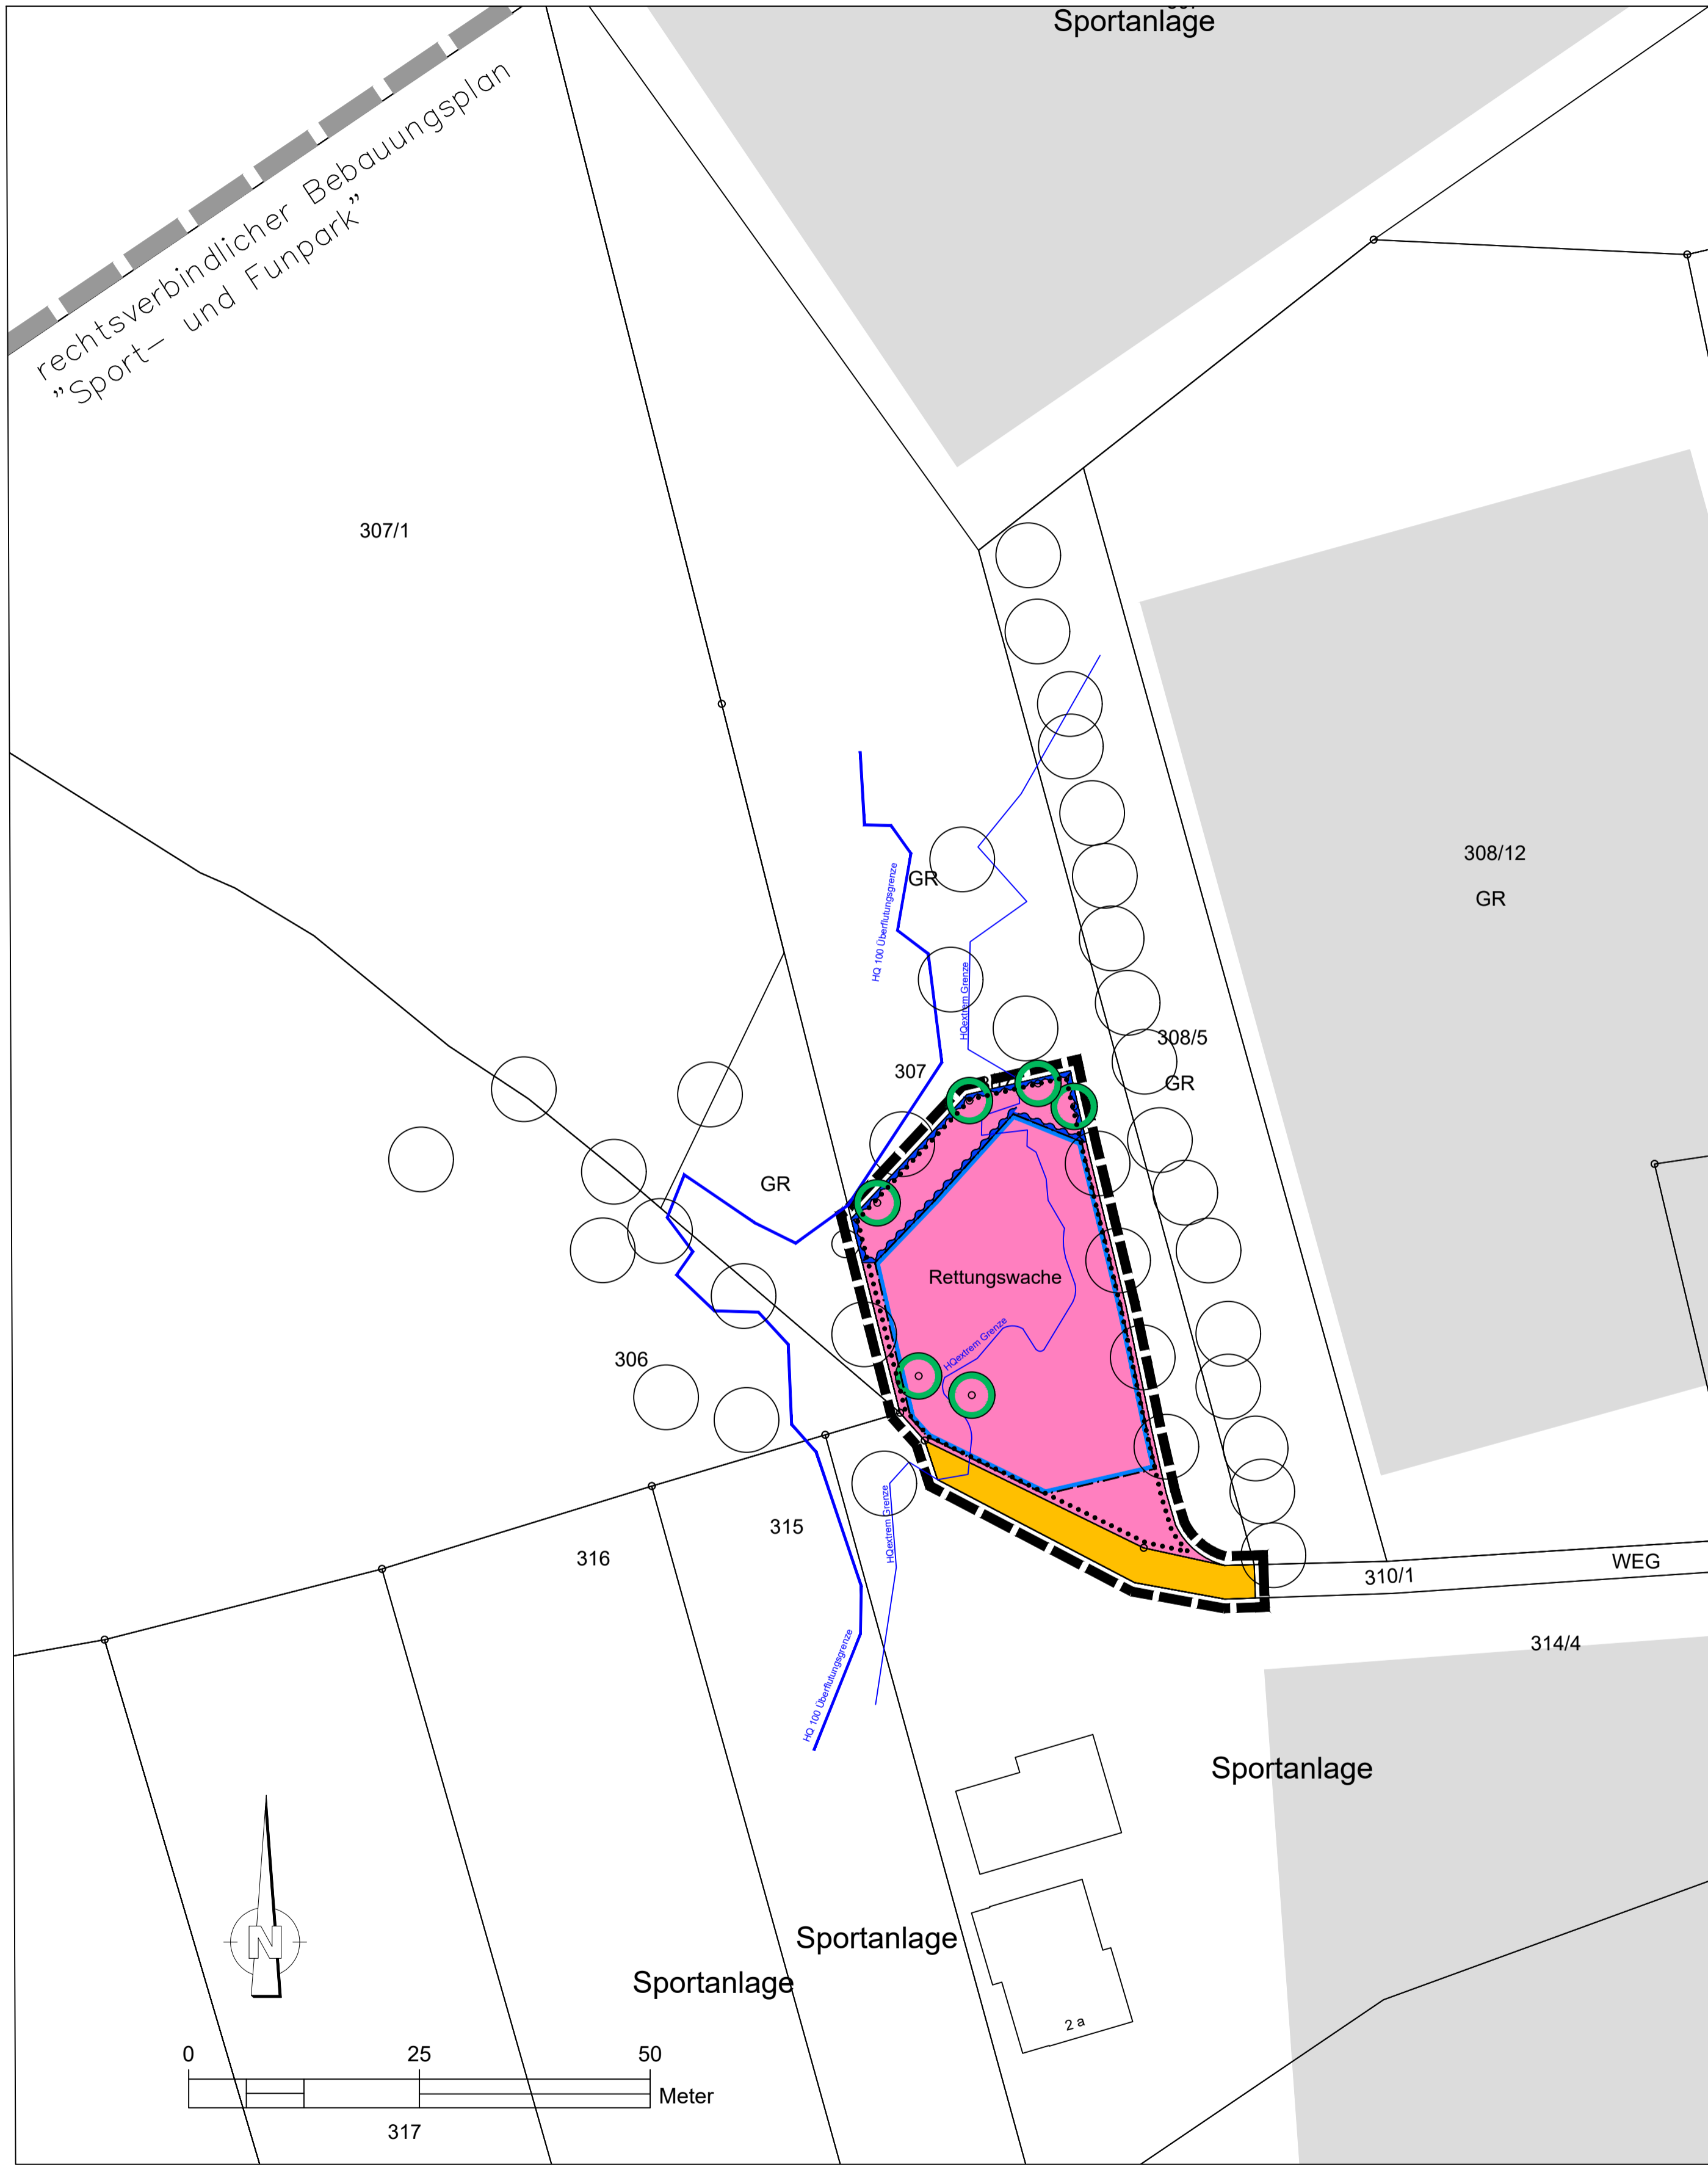 Sportanlage
rechtsverbindlicher Bebauungsplan
"Sport- und Funpark"
307/1
308/12
GR
GR
HQ 100 Überflutungsgrenze
HQextrem Grenze
308/5
GR
307
GR
Rettungswache
HQextrem Grenze
306
315
316
HQextrem Grenze
WEG
310/1
314/4
HQ 100 Überflutungsgrenze
Sportanlage
Sportanlage
Sportanlage
N
2 a
0 25 50
Meter
317